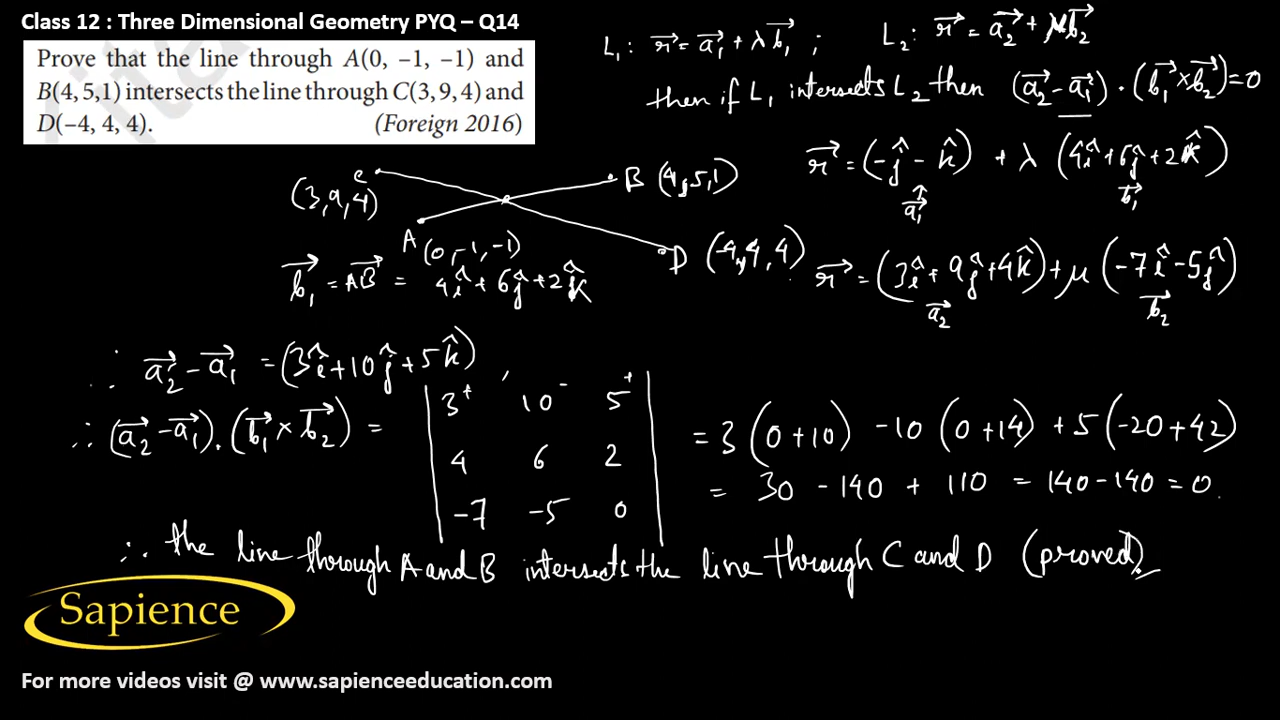 Class 12 : Three Dimensional Geometry PYQ – Q14
Prove that the line through A(0, –1, –1) and
B(4, 5,1) intersects the line through C(3, 9, 4) and
D(–4, 4, 4). (Foreign 2016)
L₁: r⃗ = a⃗₁ + λb⃗₁ ; L₂: r⃗ = a⃗₂ + μb⃗₂
then if L₁ intersects L₂ then (a⃗₂ - a⃗₁) · (b⃗₁ × b⃗₂) = 0
r⃗ = (-ĵ - k̂) + λ (4î + 6ĵ + 2k̂)
a⃗₁ b⃗₁
C (3, 9, 4)
B (4, 5, 1)
A (0, -1, -1)
D (-4, 4, 4)
b⃗₁ = AB⃗ = 4î + 6ĵ + 2k̂
r⃗ = (3î + 9ĵ + 4k̂) + μ (-7î - 5ĵ)
a⃗₂ b⃗₂
∴ a⃗₂ - a⃗₁ = (3î + 10ĵ + 5k̂)
∴ (a⃗₂ - a⃗₁) . (b⃗₁ × b⃗₂) = | 3⁺ 10⁻ 5⁺ |
| 4 6 2 |
| -7 -5 0 |
= 3 (0 + 10) - 10 (0 + 14) + 5 (-20 + 42)
= 30 - 140 + 110 = 140 - 140 = 0.
∴ the line through A and B intersects the line through C and D (proved).
Sapience
For more videos visit @ www.sapienceeducation.com